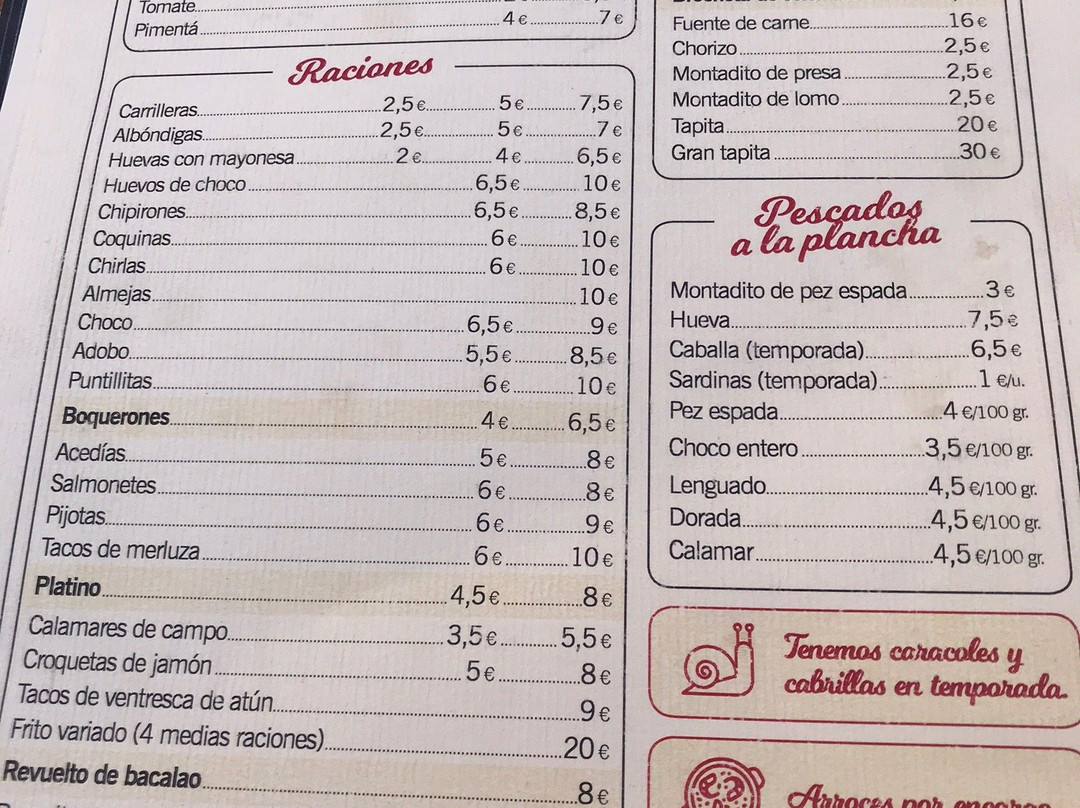 Tomate
Pimentá 4 € 7 €
Raciones
Carrilleras 2,5 € 5 € 7,5 €
Albóndigas 2,5 € 5 € 7 €
Huevas con mayonesa 2 € 4 € 6,5 €
Huevos de choco 6,5 € 10 €
Chipirones 6,5 € 8,5 €
Coquinas 6 € 10 €
Chirlas 6 € 10 €
Almejas 10 €
Choco 6,5 € 9 €
Adobo 5,5 € 8,5 €
Puntillitas 6 € 10 €
Boquerones 4 € 6,5 €
Acedías 5 € 8 €
Salmonetes 6 € 8 €
Pijotas 6 € 9 €
Tacos de merluza 6 € 10 €
Platino 4,5 € 8 €
Calamares de campo 3,5 € 5,5 €
Croquetas de jamón 5 € 8 €
Tacos de ventresca de atún 9 €
Frito variado (4 medias raciones) 20 €
Revuelto de bacalao 8 €
Fuente de carne 16 €
Chorizo 2,5 €
Montadito de presa 2,5 €
Montadito de lomo 2,5 €
Tapita 20 €
Gran tapita 30 €
Pescados
a la plancha
Montadito de pez espada 3 €
Hueva 7,5 €
Caballa (temporada) 6,5 €
Sardinas (temporada) 1 €/u.
Pez espada 4 €/100 gr.
Choco entero 3,5 €/100 gr.
Lenguado 4,5 €/100 gr.
Dorada 4,5 €/100 gr.
Calamar 4,5 €/100 gr.
Tenemos caracoles y
cabrillas en temporada.
Arroces por